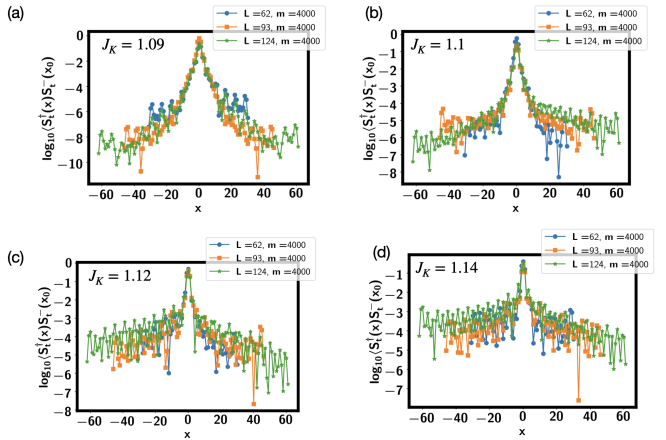 (a)
L =62, m =4000
L =93, m =4000
L =124, m =4000
J_K = 1.09
log₁₀⟨S_t^†(x)S_t^−(x₀)
0
−2
−4
−6
−8
−10
−60 −40 −20 0 20 40 60
x
(b)
L =62, m =4000
L =93, m =4000
L =124, m =4000
J_K = 1.1
log₁₀⟨S_t^†(x)S_t^−(x₀)
0
−1
−2
−3
−4
−5
−6
−7
−8
−60 −40 −20 0 20 40 60
x
(c)
L =62, m =4000
L =93, m =4000
L =124, m =4000
J_K = 1.12
log₁₀⟨S_t^†(x)S_t^−(x₀)
0
−1
−2
−3
−4
−5
−6
−7
−8
−60 −40 −20 0 20 40 60
x
(d)
L =62, m =4000
L =93, m =4000
L =124, m =4000
J_K = 1.14
log₁₀⟨S_t^†(x)S_t^−(x₀)
−1
−2
−3
−4
−5
−6
−7
−60 −40 −20 0 20 40 60
x